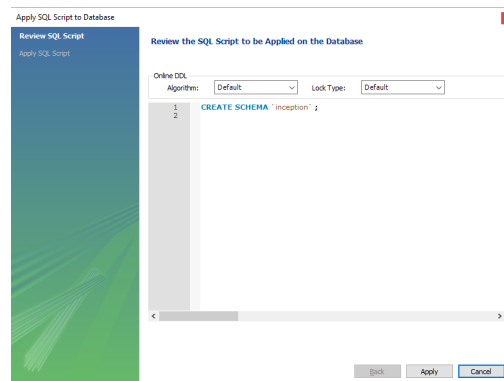 Apply SQL Script to Database
Review SQL Script
Apply SQL Script
Review the SQL Script to be Applied on the Database
Online DDL
Algorithm: Default Lock Type: Default
1 CREATE SCHEMA `inception` ;
2
Back Apply Cancel